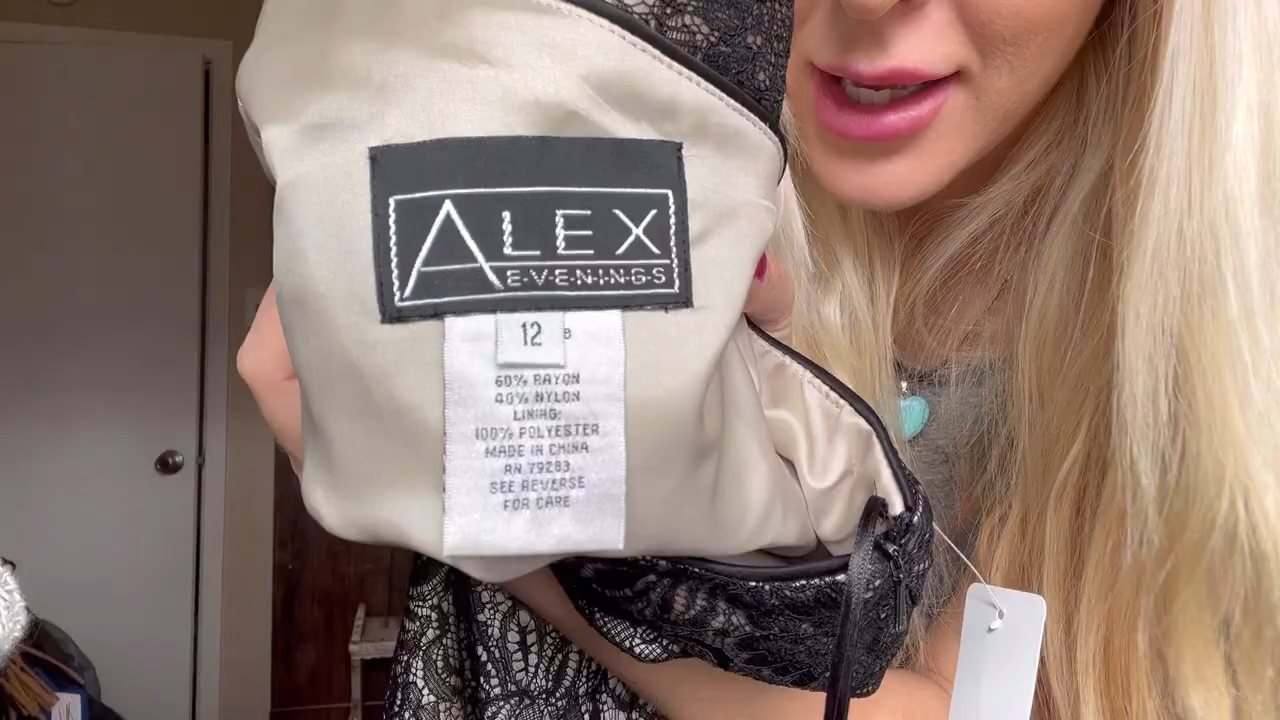 ALEX
E-V-E-N-I-N-G-S
12
60% RAYON
40% NYLON
LINING:
100% POLYESTER
MADE IN CHINA
RN 79283
SEE REVERSE
FOR CARE